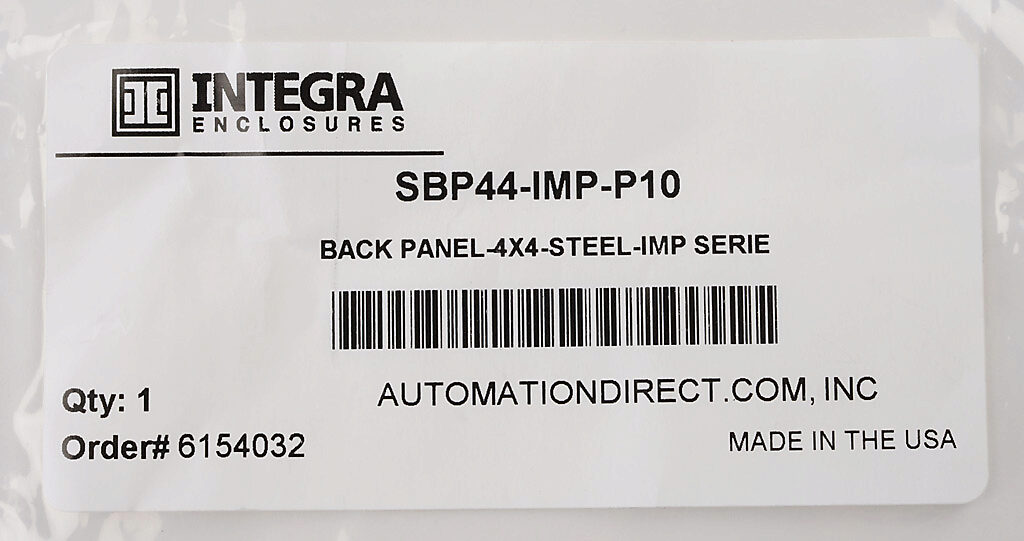 INTEGRA
ENCLOSURES
SBP44-IMP-P10
BACK PANEL-4X4-STEEL-IMP SERIE
AUTOMATIONDIRECT.COM, INC
Qty: 1
Order# 6154032
MADE IN THE USA